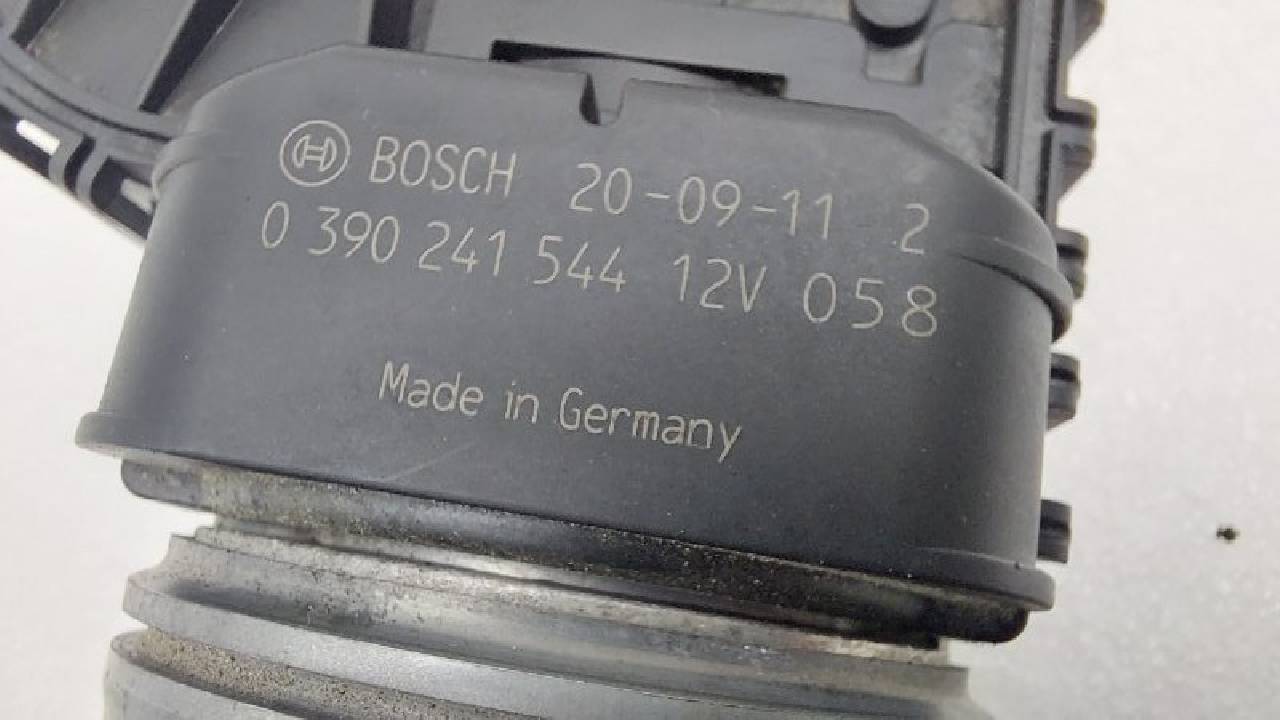 BOSCH 20-09-11 2
0 390 241 544 12V 058
Made in Germany